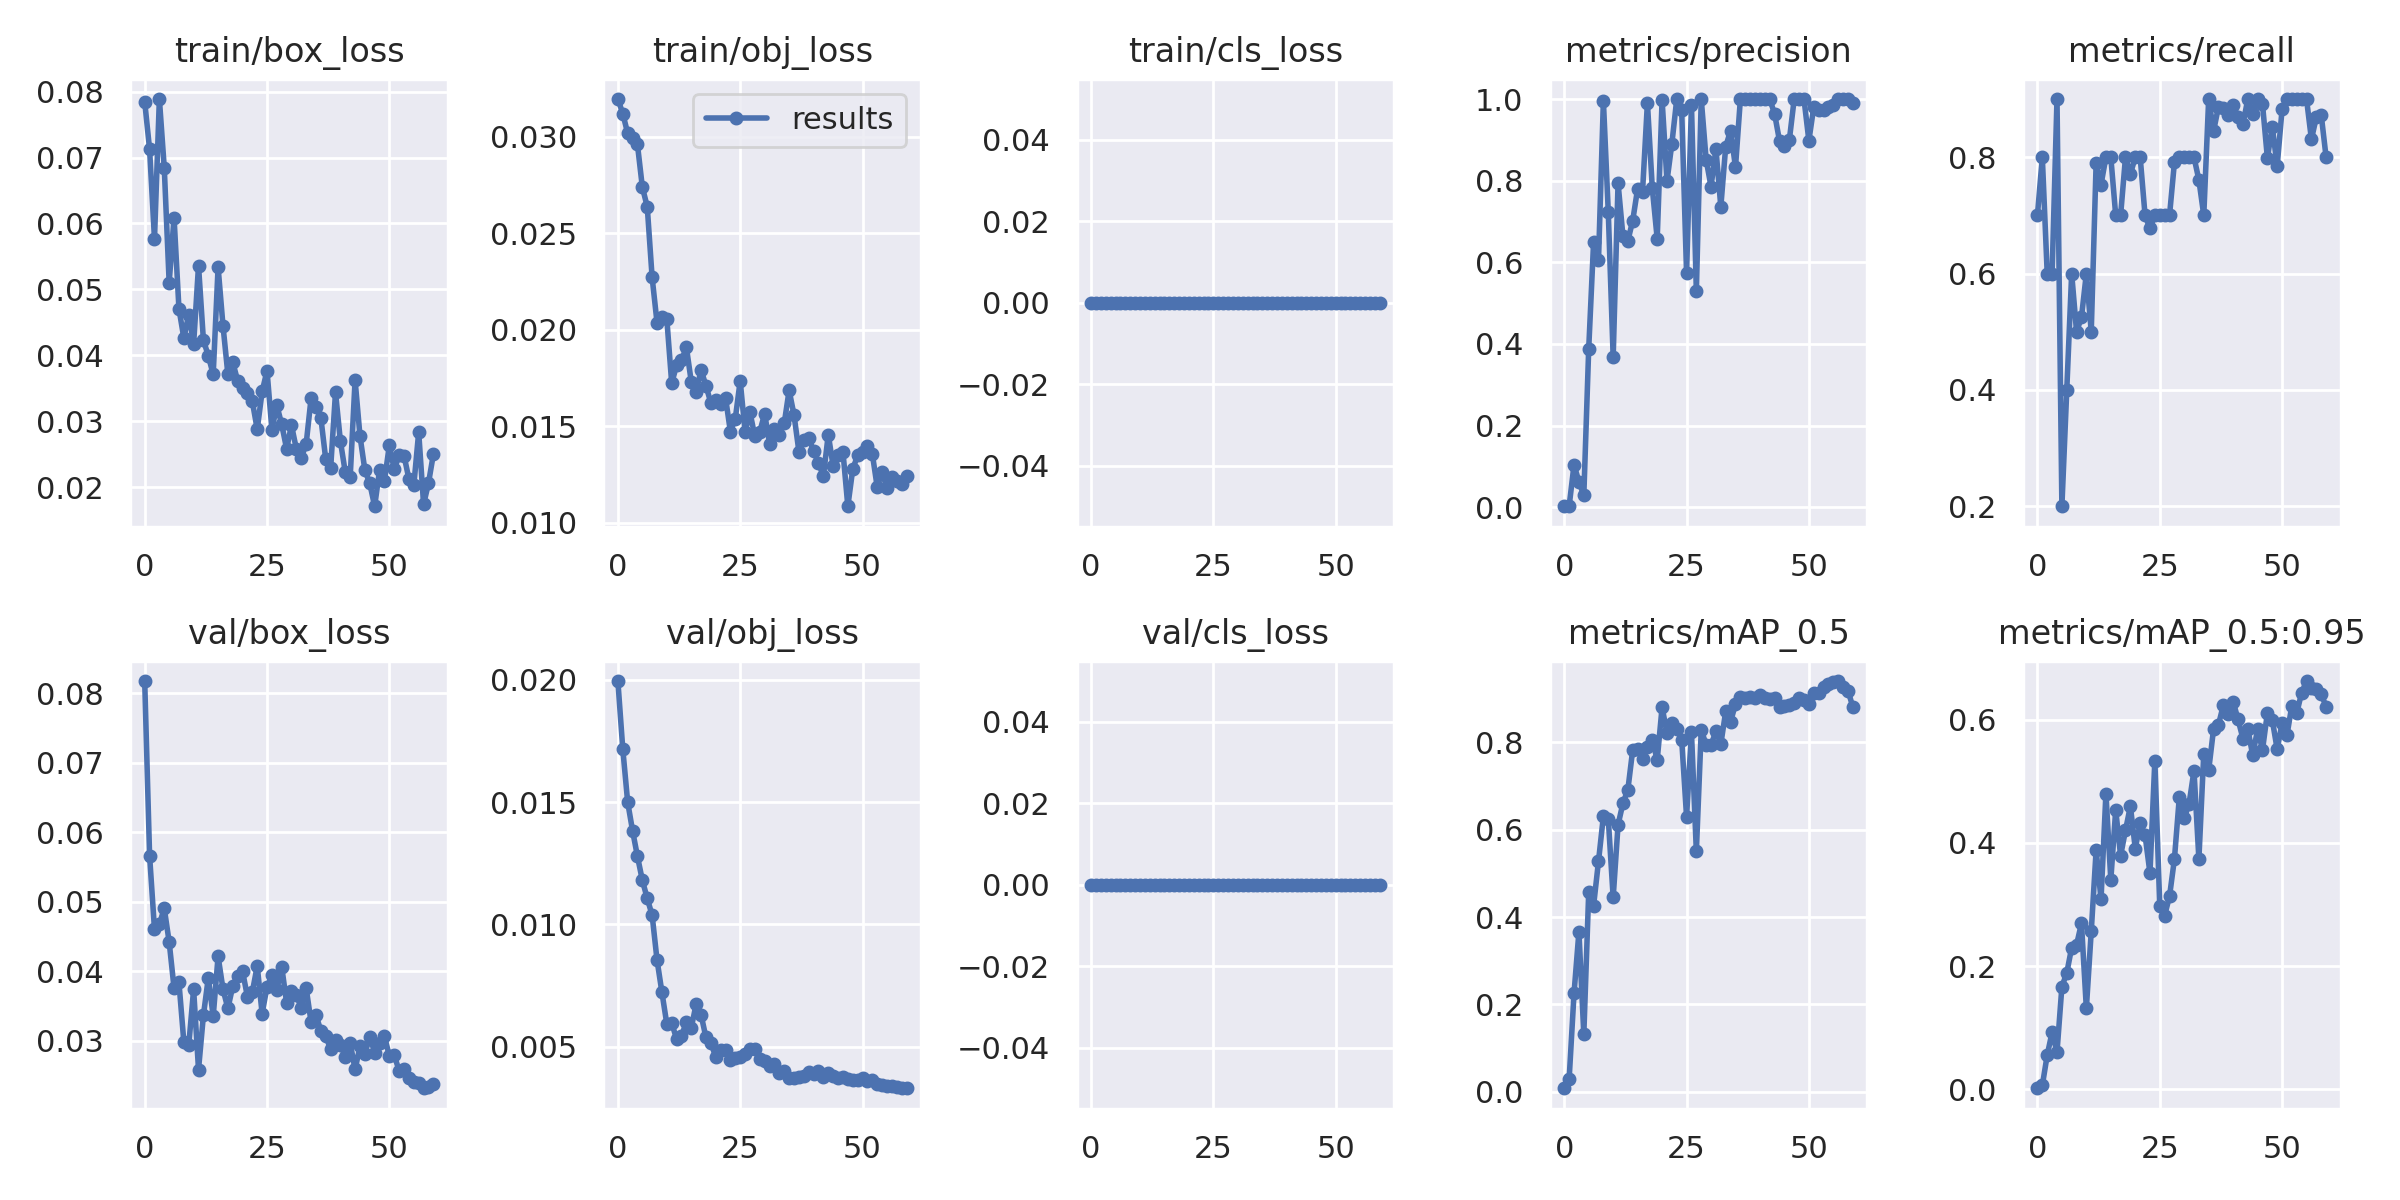 train/box_loss
train/obj_loss
train/cls_loss
metrics/precision
metrics/recall
0.08
0.07
0.06
0.05
0.04
0.03
0.02
0 25 50
results
0.030
0.025
0.020
0.015
0.010
0 25 50
0.04
0.02
0.00
−0.02
−0.04
0 25 50
1.0
0.8
0.6
0.4
0.2
0.0
0 25 50
0.8
0.6
0.4
0.2
0 25 50
val/box_loss
val/obj_loss
val/cls_loss
metrics/mAP_0.5
metrics/mAP_0.5:0.95
0.08
0.07
0.06
0.05
0.04
0.03
0 25 50
0.020
0.015
0.010
0.005
0 25 50
0.04
0.02
0.00
−0.02
−0.04
0 25 50
0.8
0.6
0.4
0.2
0.0
0 25 50
0.6
0.4
0.2
0.0
0 25 50